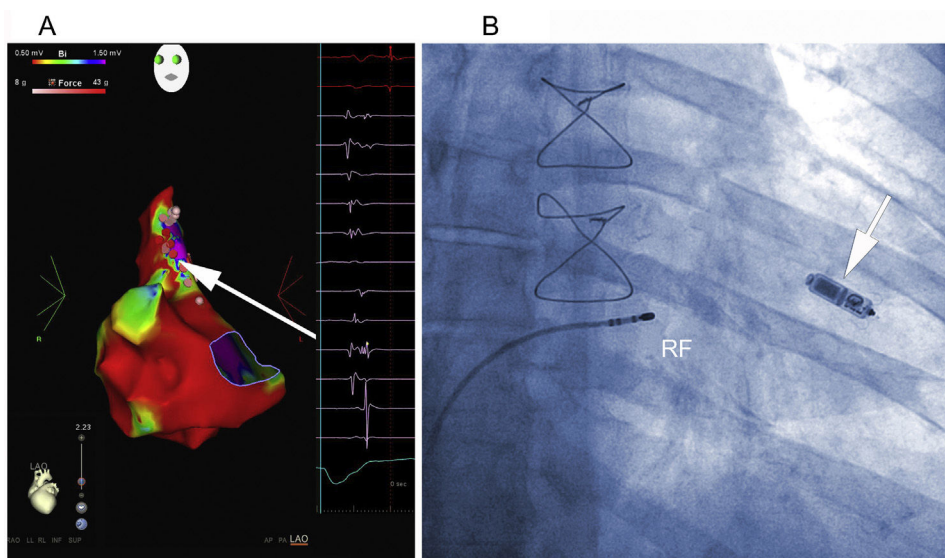 A
B
0.50 mV Bi 1.50 mV
8 g Force 43 g
R
L
2.23
LAO
0 sec
RAO LL RL INF SUP
AP PA LAO
RF